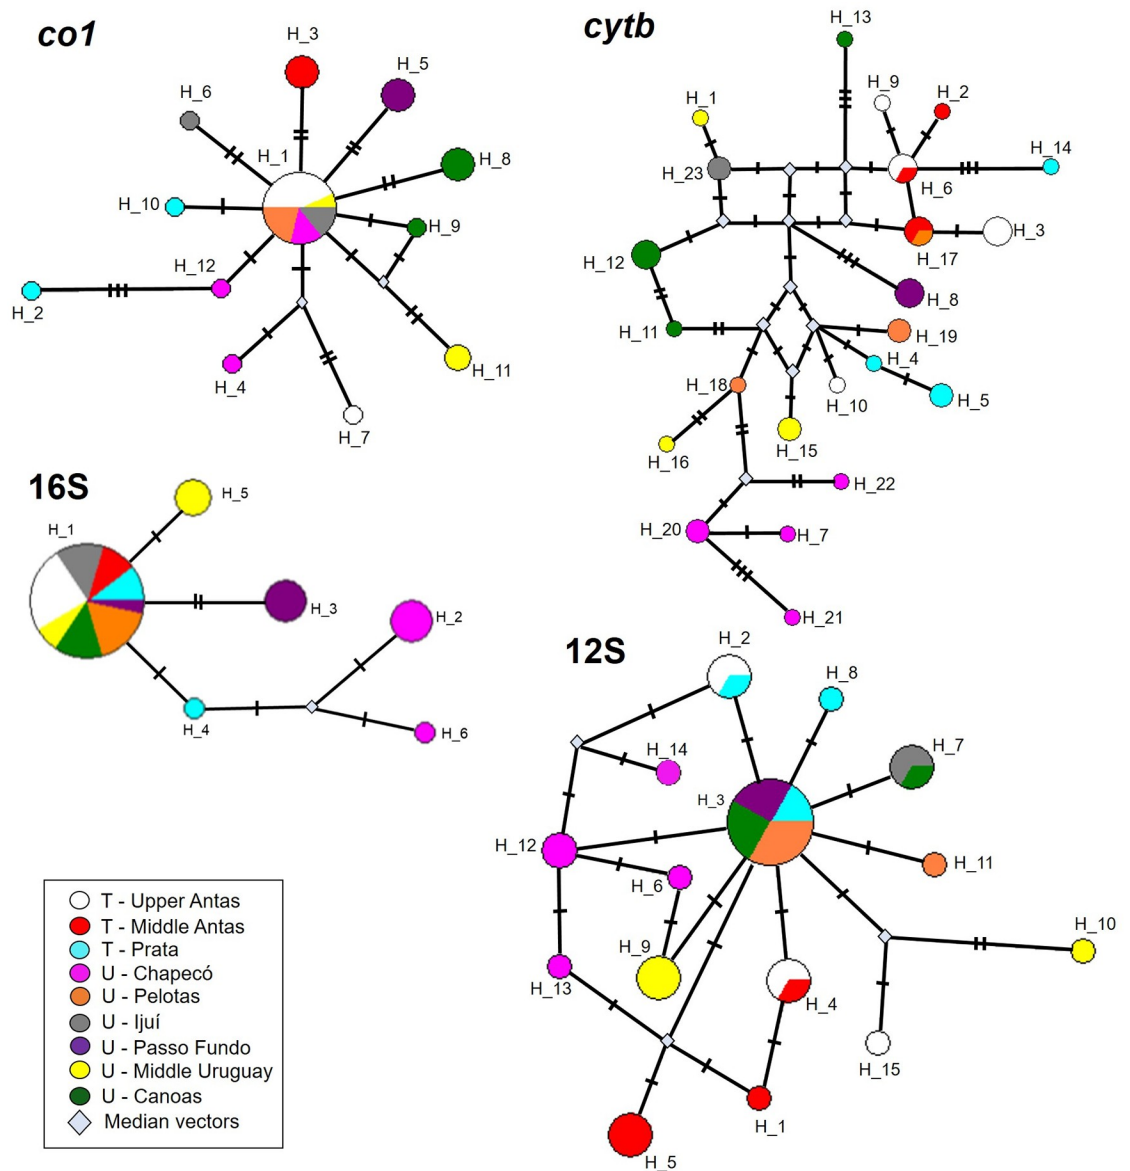 co1
H_3
H_5
H_6
H_1
H_8
H_10
H_9
H_12
H_2
H_4
H_11
H_7
cytb
H_13
H_9
H_2
H_1
H_14
H_23
H_6
H_3
H_17
H_12
H_8
H_11
H_19
H_4
H_18
H_10
H_5
H_15
H_16
H_22
H_20
H_7
H_21
16S
H_5
H_1
H_3
H_2
H_4
H_6
12S
H_2
H_8
H_14
H_7
H_3
H_12
H_11
H_6
H_9
H_10
H_13
H_4
H_15
H_1
H_5
T - Upper Antas
T - Middle Antas
T - Prata
U - Chapecó
U - Pelotas
U - Ijuí
U - Passo Fundo
U - Middle Uruguay
U - Canoas
Median vectors